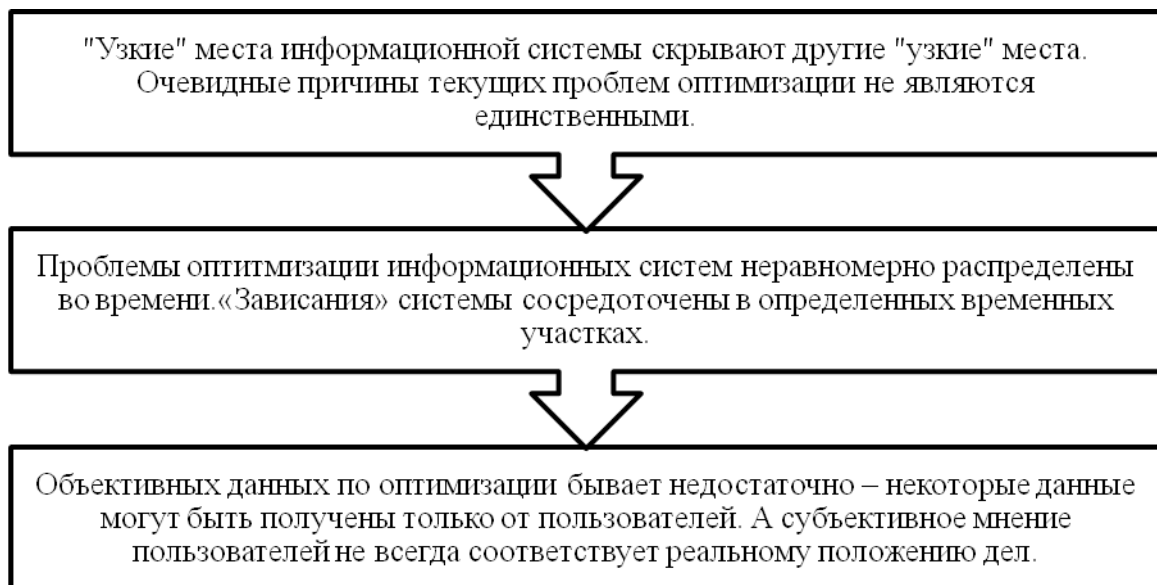 "Узкие" места информационной системы скрывают другие "узкие" места.
Очевидные причины текущих проблем оптимизации не являются
единственными.
Проблемы оптитмизации информационных систем неравномерно распределены
во времени.«Зависания» системы сосредоточены в определенных временных
участках.
Объективных данных по оптимизации бывает недостаточно – некоторые данные
могут быть получены только от пользователей. А субъективное мнение
пользователей не всегда соответствует реальному положению дел.